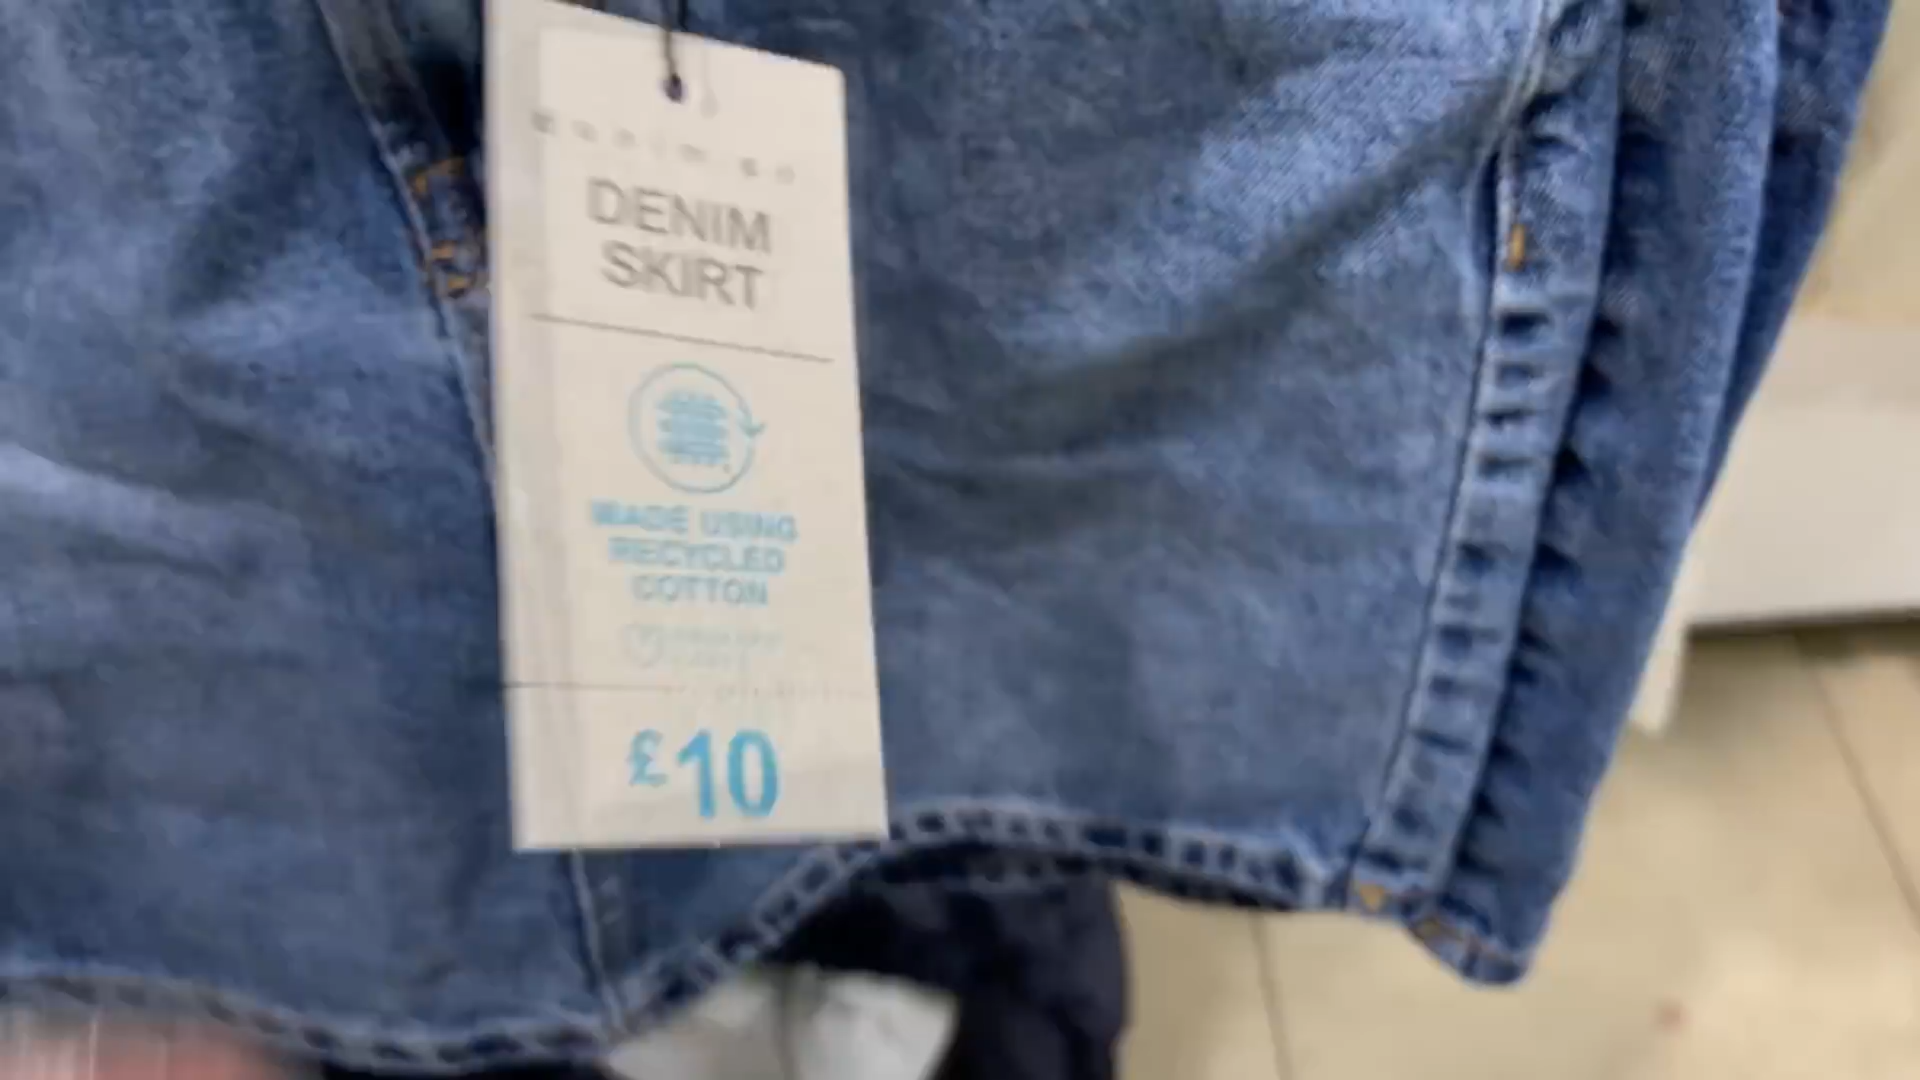 DENIM
SKIRT
MADE USING
RECYCLED
COTTON
£10